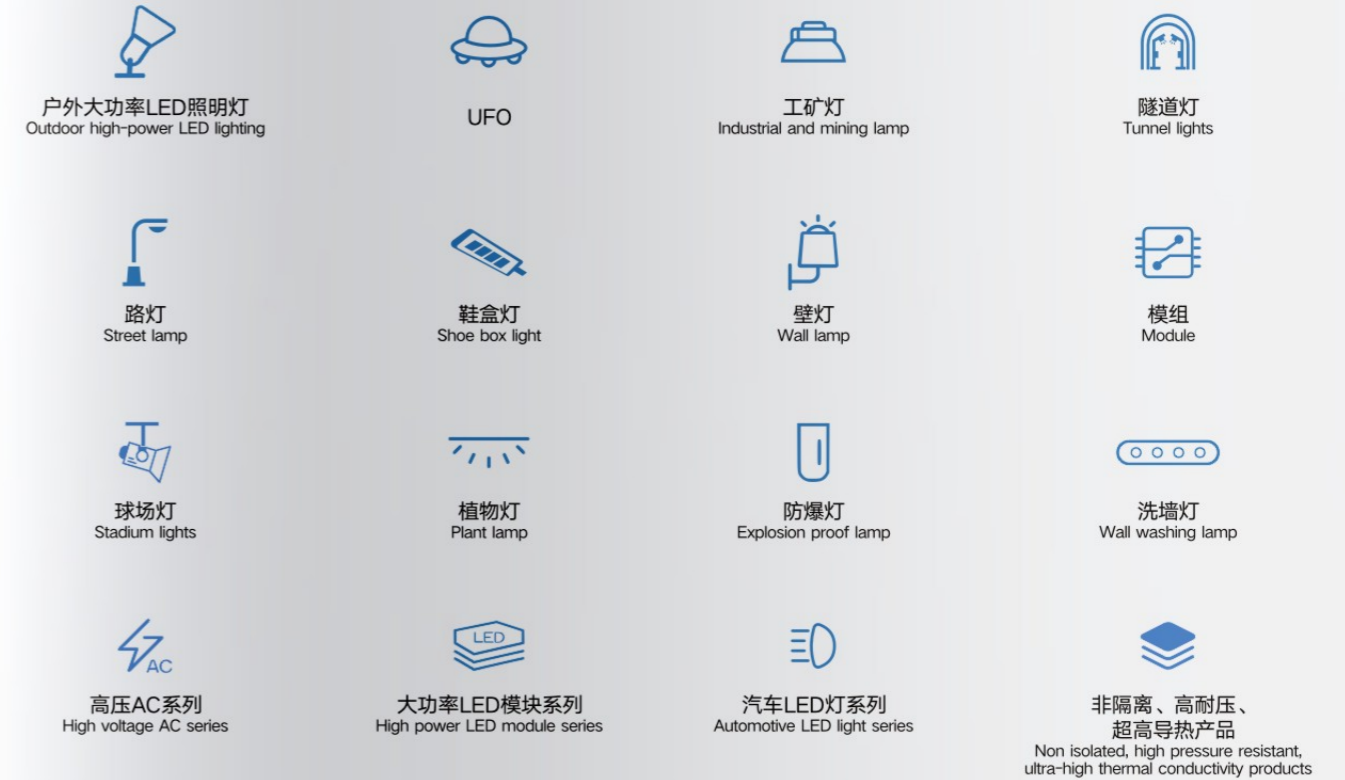 户外大功率LED照明灯
Outdoor high-power LED lighting
UFO
工矿灯
Industrial and mining lamp
隧道灯
Tunnel lights
路灯
Street lamp
鞋盒灯
Shoe box light
壁灯
Wall lamp
模组
Module
球场灯
Stadium lights
植物灯
Plant lamp
防爆灯
Explosion proof lamp
洗墙灯
Wall washing lamp
AC
高压AC系列
High voltage AC series
LED
大功率LED模块系列
High power LED module series
汽车LED灯系列
Automotive LED light series
非隔离、高耐压、
超高导热产品
Non isolated, high pressure resistant,
ultra-high thermal conductivity products